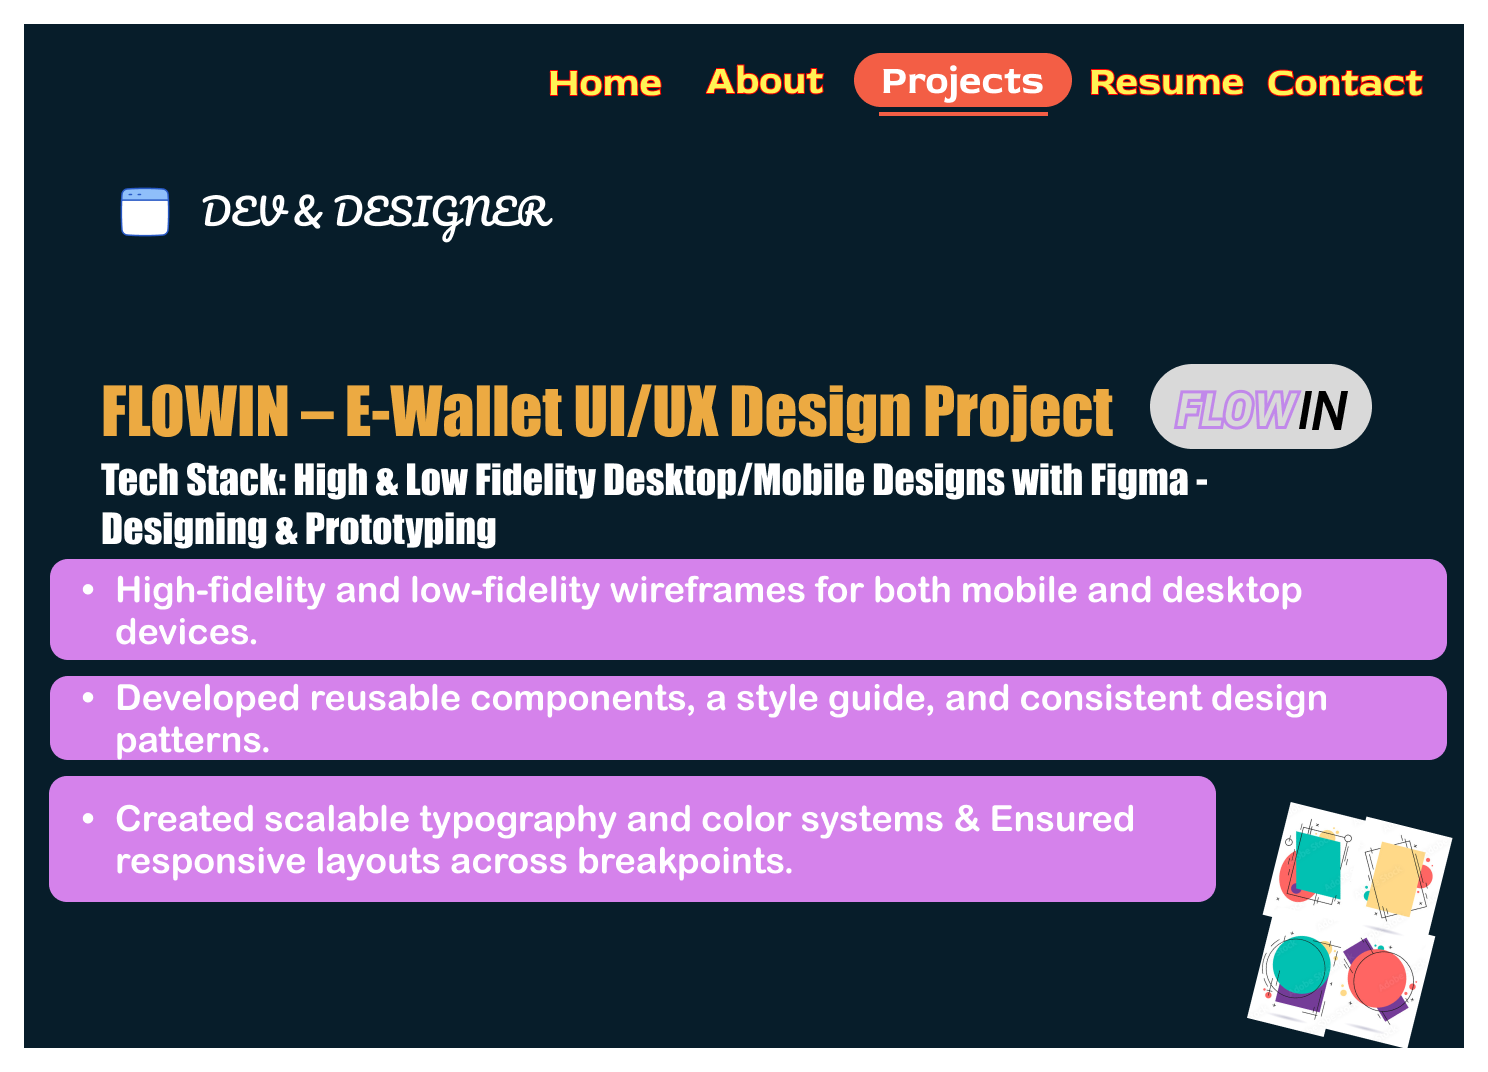 Home About Projects Resume Contact
DEV & DESIGNER
FLOWIN – E-Wallet UI/UX Design Project
FLOWIN
Tech Stack: High & Low Fidelity Desktop/Mobile Designs with Figma -
Designing & Prototyping
• High-fidelity and low-fidelity wireframes for both mobile and desktop
devices.
• Developed reusable components, a style guide, and consistent design
patterns.
• Created scalable typography and color systems & Ensured
responsive layouts across breakpoints.